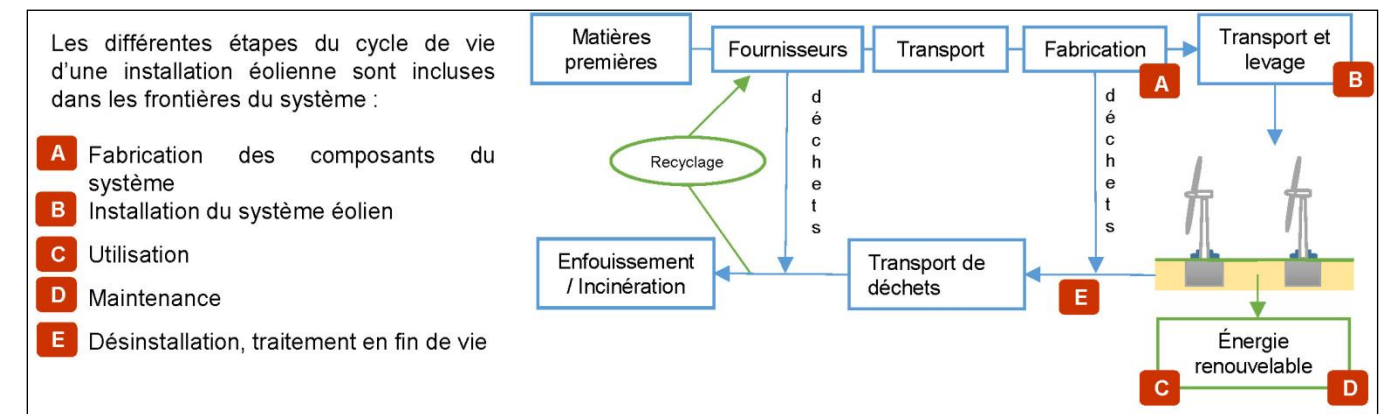 Les différentes étapes du cycle de vie
d'une installation éolienne sont incluses
dans les frontières du système :
A Fabrication des composants du
système
B Installation du système éolien
C Utilisation
D Maintenance
E Désinstallation, traitement en fin de vie
Matières
premières
Fournisseurs
Transport
Fabrication
A
Transport et
levage
B
déchets
déchets
Recyclage
Enfouissement
/ Incinération
Transport de
déchets
E
Énergie
renouvelable
C
D